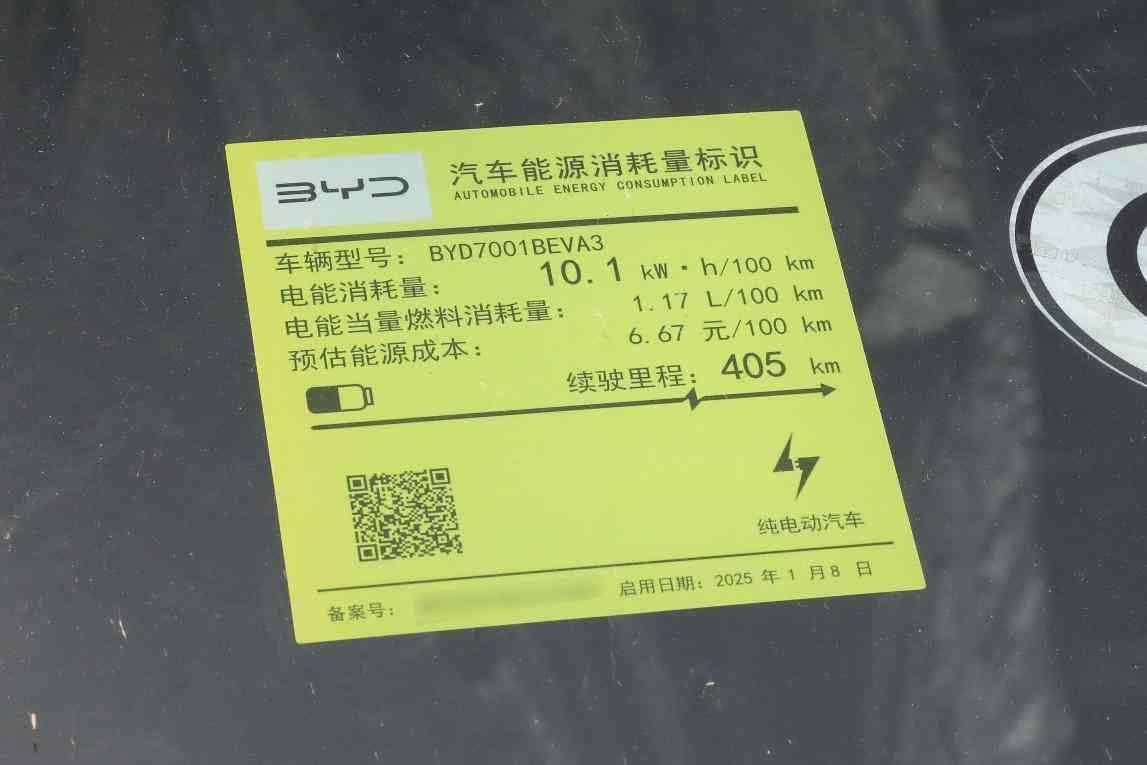 BYD
汽车能源消耗量标识
AUTOMOBILE ENERGY CONSUMPTION LABEL
车辆型号： BYD7001BEVA3
电能消耗量： 10.1 kW·h/100 km
电能当量燃料消耗量： 1.17 L/100 km
预估能源成本： 6.67 元/100 km
续驶里程： 405 km
纯电动汽车
备案号：
启用日期：2025 年 1 月 8 日